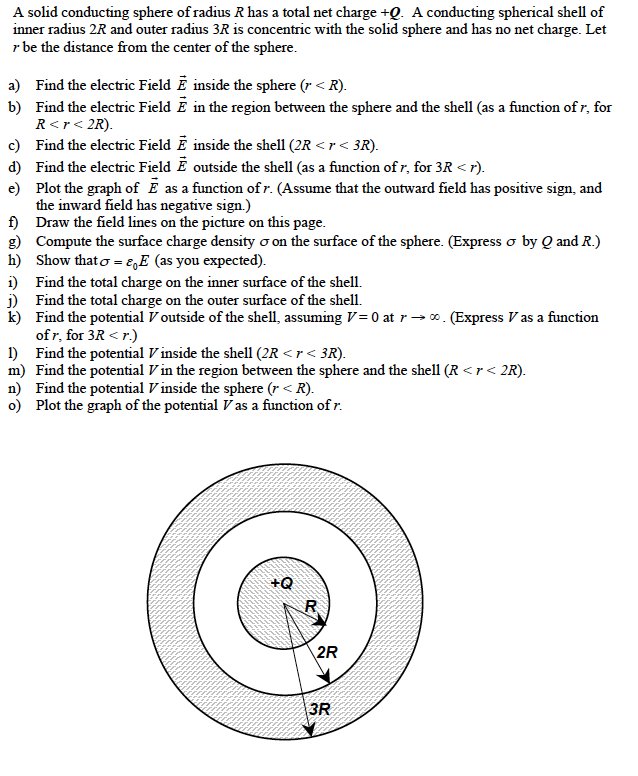 A solid conducting sphere of radius R has a total net charge +Q. A conducting spherical shell of
inner radius 2R and outer radius 3R is concentric with the solid sphere and has no net charge. Let
r be the distance from the center of the sphere.
a) Find the electric Field E⃗ inside the sphere (r < R).
b) Find the electric Field E⃗ in the region between the sphere and the shell (as a function of r, for
R < r < 2R).
c) Find the electric Field E⃗ inside the shell (2R < r < 3R).
d) Find the electric Field E⃗ outside the shell (as a function of r, for 3R < r).
e) Plot the graph of E⃗ as a function of r. (Assume that the outward field has positive sign, and
the inward field has negative sign.)
f) Draw the field lines on the picture on this page.
g) Compute the surface charge density σ on the surface of the sphere. (Express σ by Q and R.)
h) Show that σ = ε₀E (as you expected).
i) Find the total charge on the inner surface of the shell.
j) Find the total charge on the outer surface of the shell.
k) Find the potential V outside of the shell, assuming V = 0 at r → ∞. (Express V as a function
of r, for 3R < r.)
l) Find the potential V inside the shell (2R < r < 3R).
m) Find the potential V in the region between the sphere and the shell (R < r < 2R).
n) Find the potential V inside the sphere (r < R).
o) Plot the graph of the potential V as a function of r.
+Q
R
2R
3R